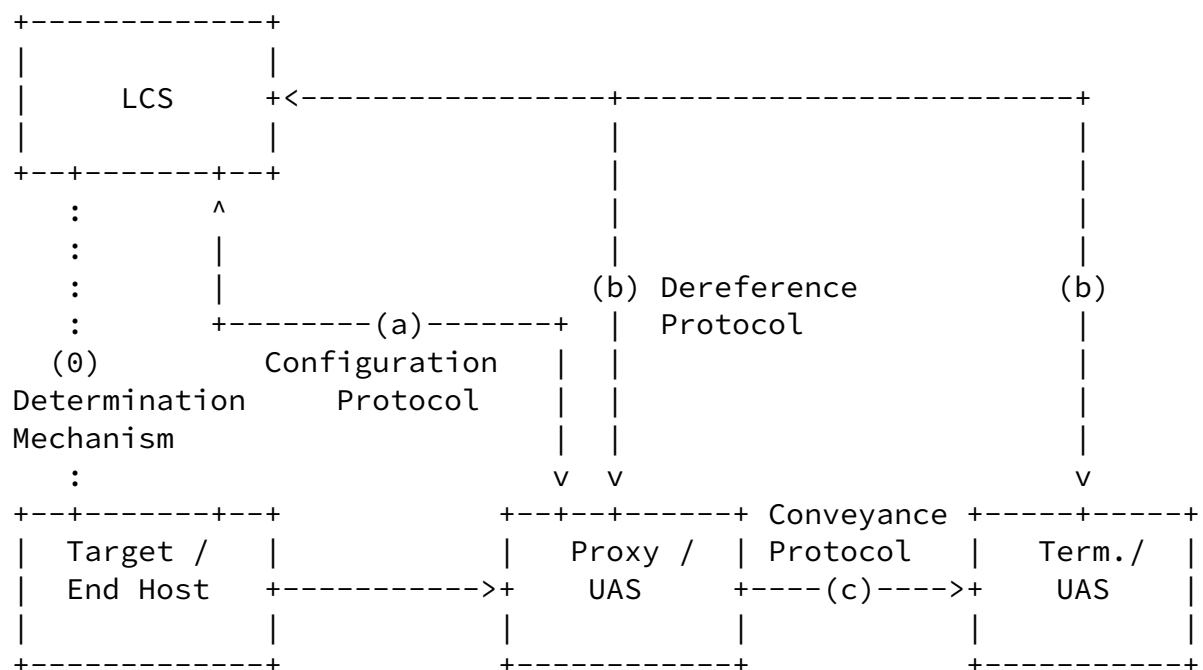 LCS
(b) Dereference (b)
(a) Protocol
(0) Configuration
Determination Protocol
Mechanism
Conveyance
Target / Proxy / Protocol Term./
End Host UAS (c) UAS